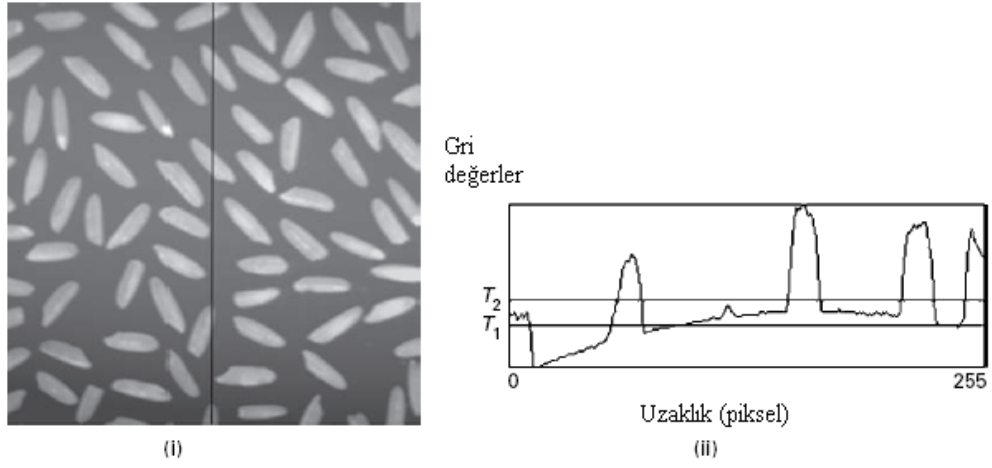 Gri
değerler
T2
T1
0 255
Uzaklık (piksel)
(i) (ii)